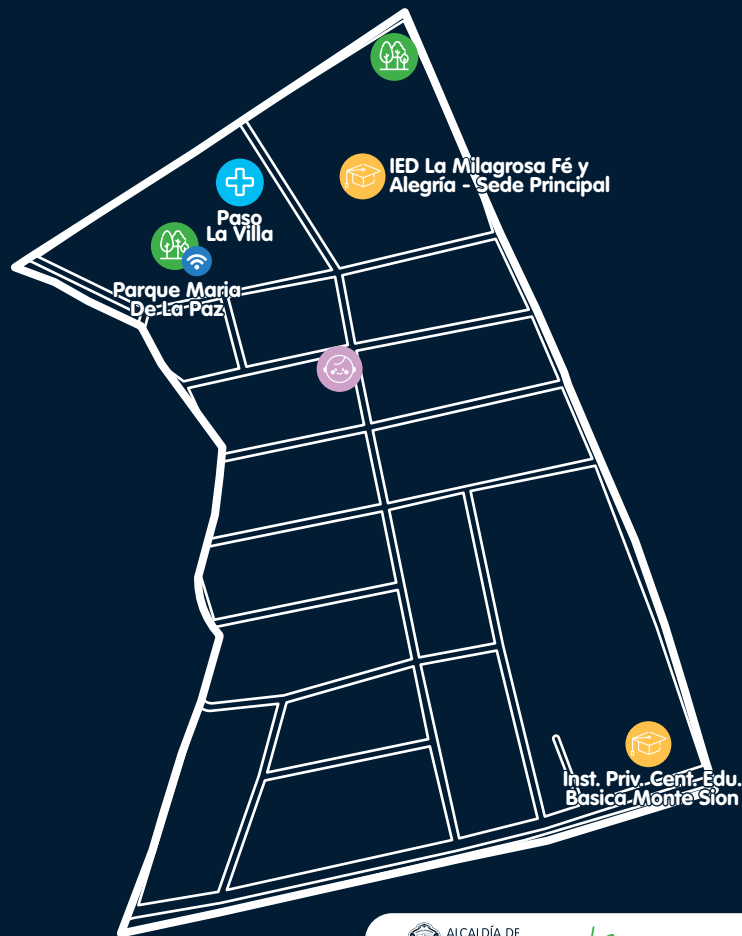 IED La Milagrosa Fé y
Alegría - Sede Principal
Paso
La Villa
Parque Maria
De La Paz
Inst. Priv. Cent. Edu.
Basica Monte Sion
ALCALDÍA DE